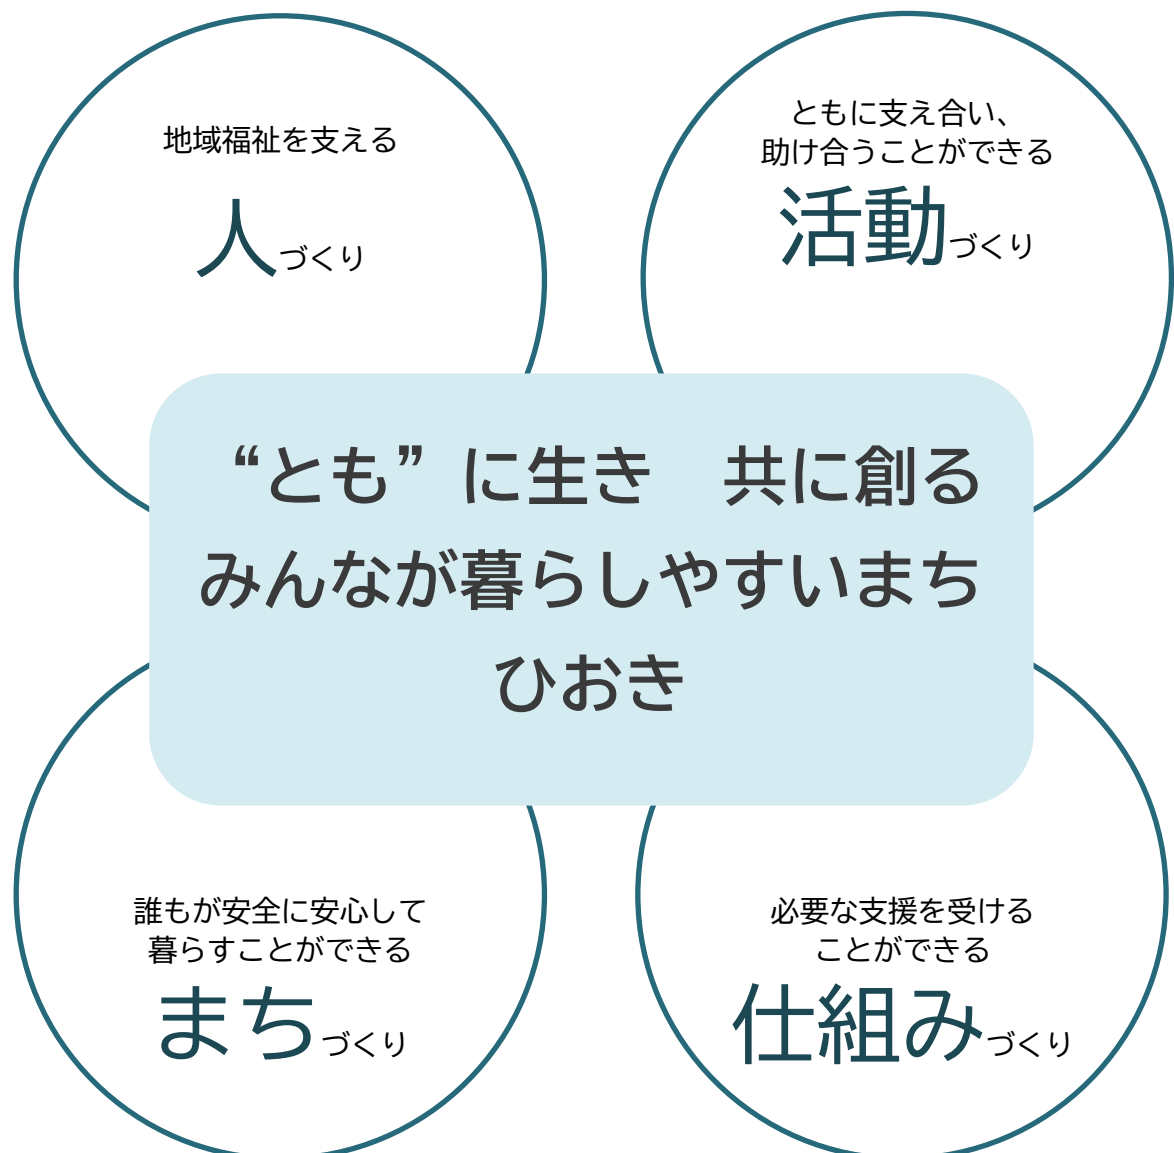 地域福祉を支える
人づくり
ともに支え合い、
助け合うことができる
活動づくり
“とも”に生き　共に創る
みんなが暮らしやすいまち
ひおき
誰もが安全に安心して
暮らすことができる
まちづくり
必要な支援を受ける
ことができる
仕組みづくり